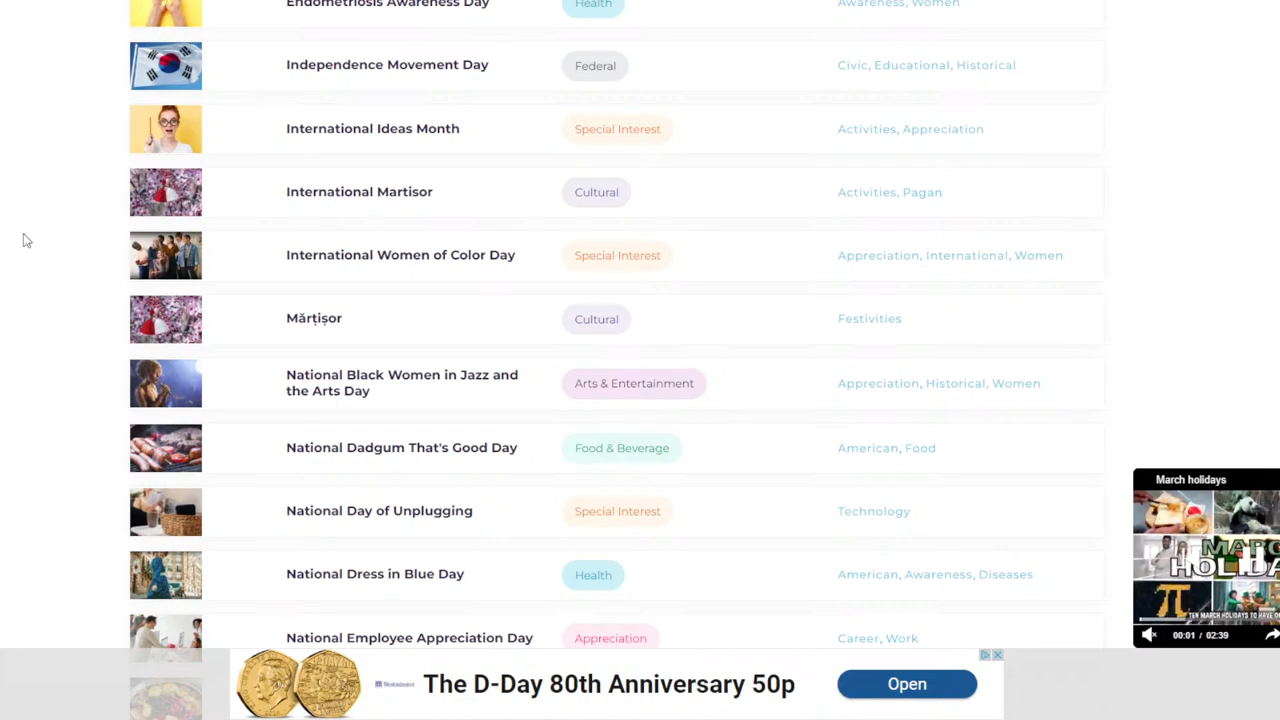 Endometriosis Awareness Day
Health
Awareness, Women
Independence Movement Day
Federal
Civic, Educational, Historical
International Ideas Month
Special Interest
Activities, Appreciation
International Martisor
Cultural
Activities, Pagan
International Women of Color Day
Special Interest
Appreciation, International, Women
Mărțișor
Cultural
Festivities
National Black Women in Jazz and
the Arts Day
Arts & Entertainment
Appreciation, Historical, Women
National Dadgum That's Good Day
Food & Beverage
American, Food
National Day of Unplugging
Special Interest
Technology
National Dress in Blue Day
Health
American, Awareness, Diseases
National Employee Appreciation Day
Appreciation
Career, Work
March holidays
TEN MARCH HOLIDAYS TO HAVE
00:01 / 02:39
The D-Day 80th Anniversary 50p
Open